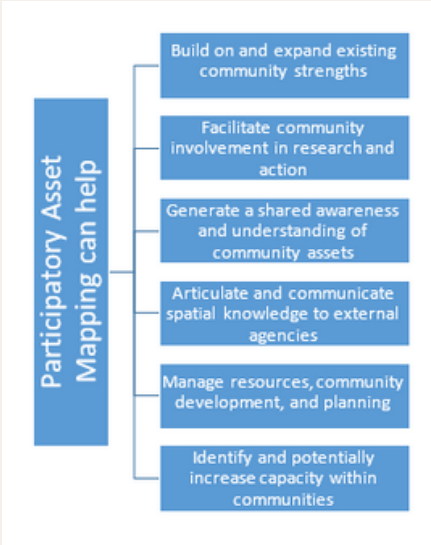 Participatory Asset
Mapping can help
Build on and expand existing
community strengths
Facilitate community
involvement in research and
action
Generate a shared awareness
and understanding of
community assets
Articulate and communicate
spatial knowledge to external
agencies
Manage resources, community
development, and planning
Identify and potentially
increase capacity within
communities